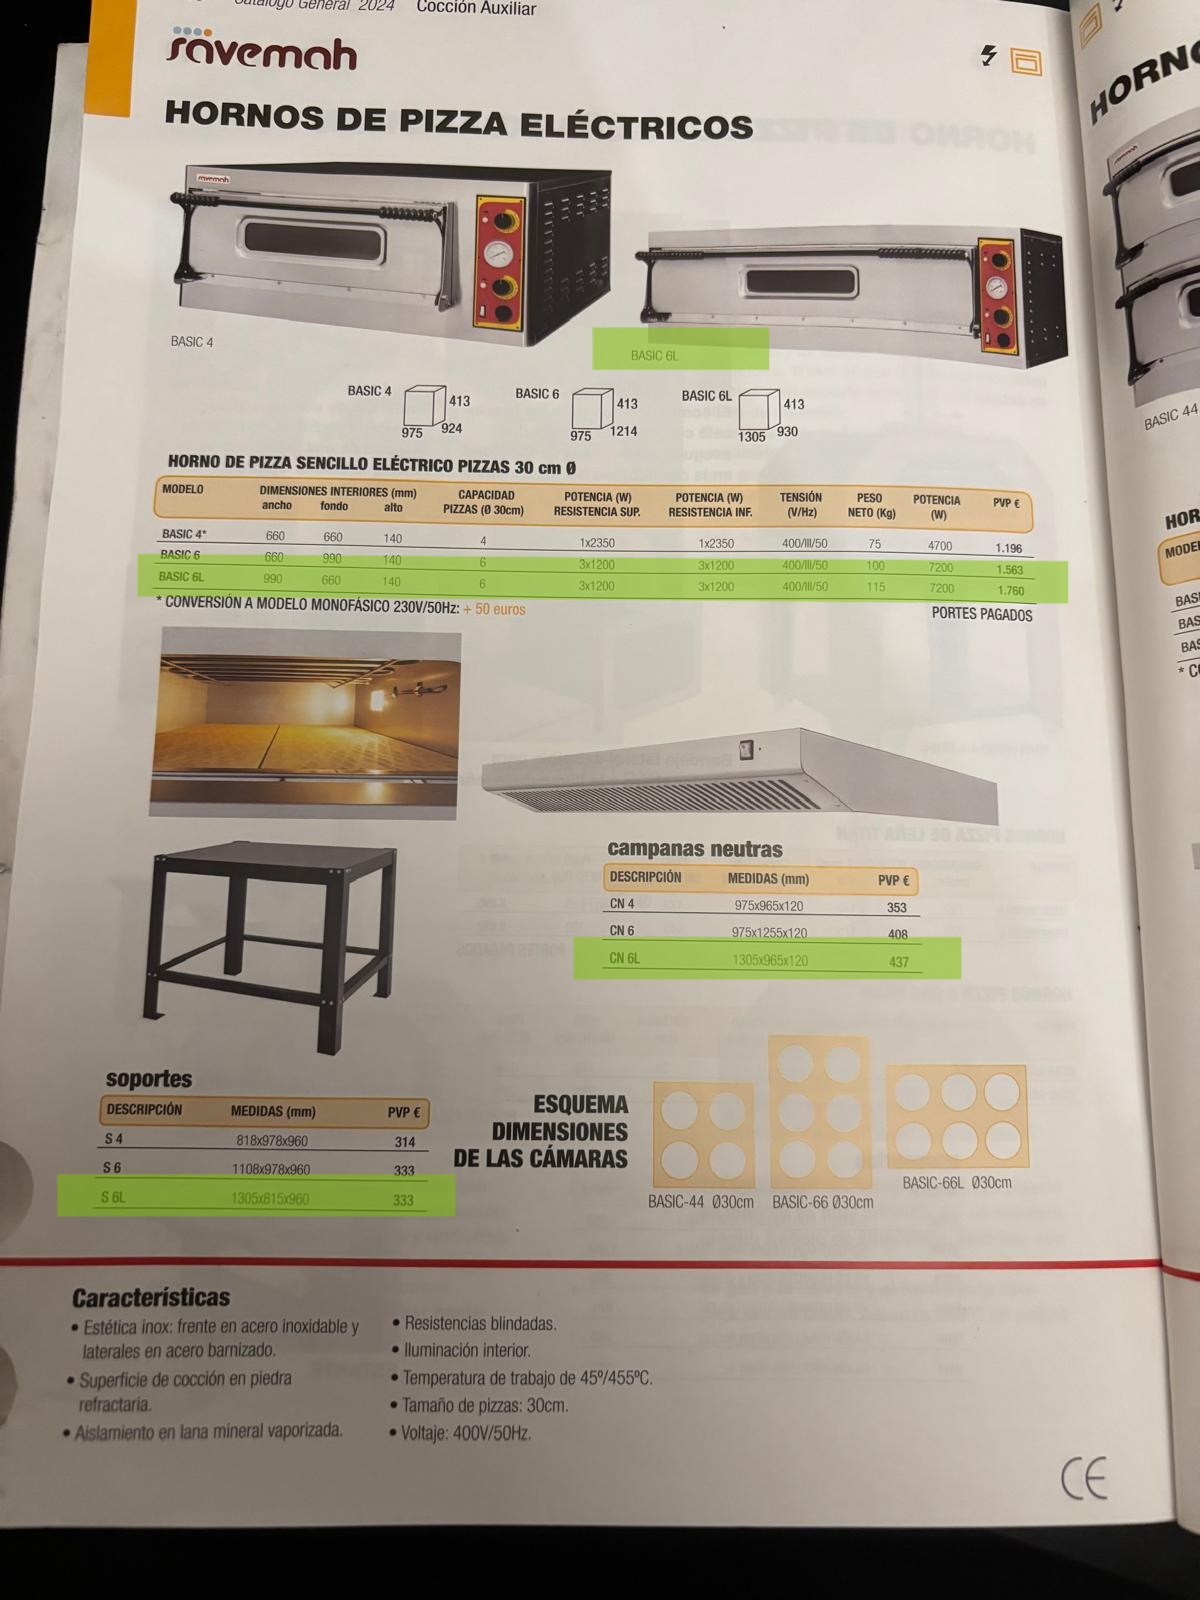 Catálogo General 2024 Cocción Auxiliar
savemah
HORNOS DE PIZZA ELÉCTRICOS
savemah
BASIC 4
BASIC 6L
BASIC 4 413 975 924
BASIC 6 413 975 1214
BASIC 6L 413 1305 930
HORNO DE PIZZA SENCILLO ELÉCTRICO PIZZAS 30 cm Ø
MODELO DIMENSIONES INTERIORES (mm) ancho fondo alto CAPACIDAD PIZZAS (Ø 30cm) POTENCIA (W) RESISTENCIA SUP. POTENCIA (W) RESISTENCIA INF. TENSIÓN (V/Hz) PESO NETO (Kg) POTENCIA (W) PVP €
BASIC 4* 660 660 140 4 1x2350 1x2350 400/III/50 75 4700 1.196
BASIC 6 660 990 140 6 3x1200 3x1200 400/III/50 100 7200 1.563
BASIC 6L 990 660 140 6 3x1200 3x1200 400/III/50 115 7200 1.760
* CONVERSIÓN A MODELO MONOFÁSICO 230V/50Hz: + 50 euros
PORTES PAGADOS
campanas neutras
DESCRIPCIÓN MEDIDAS (mm) PVP €
CN 4 975x965x120 353
CN 6 975x1255x120 408
CN 6L 1305x965x120 437
soportes
DESCRIPCIÓN MEDIDAS (mm) PVP €
S 4 818x978x960 314
S 6 1108x978x960 333
S 6L 1305x815x960 333
ESQUEMA
DIMENSIONES
DE LAS CÁMARAS
BASIC-44 Ø30cm
BASIC-66 Ø30cm
BASIC-66L Ø30cm
Características
• Estética inox: frente en acero inoxidable y
laterales en acero barnizado.
• Superficie de cocción en piedra
refractaria.
• Aislamiento en lana mineral vaporizada.
• Resistencias blindadas.
• Iluminación interior.
• Temperatura de trabajo de 45º/455ºC.
• Tamaño de pizzas: 30cm.
• Voltaje: 400V/50Hz.
CE
HORNO
BASIC 44
HOR
MODE
BAS
BAS
BA
* C